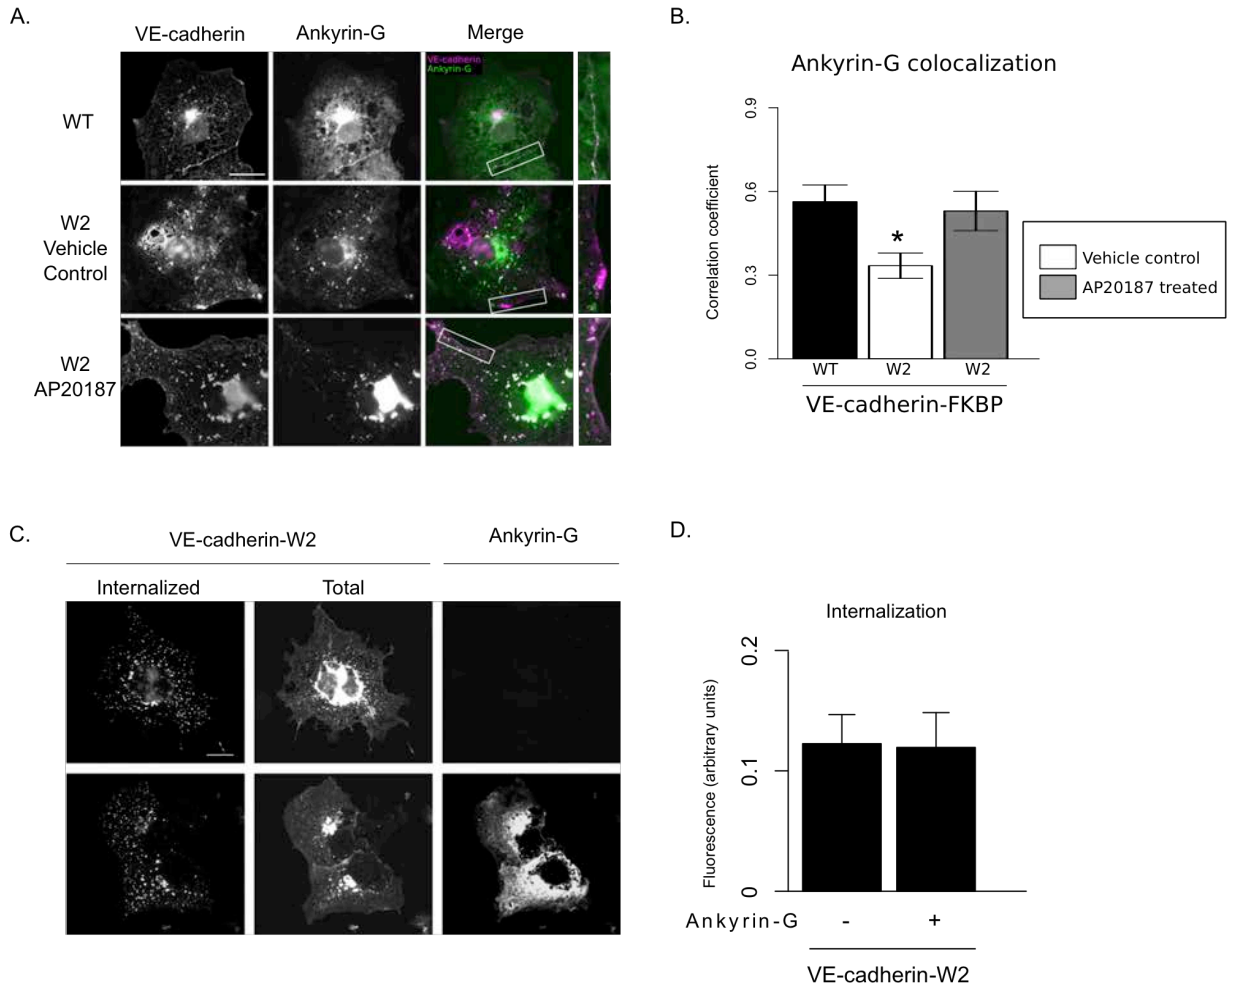 A.
VE-cadherin
Ankyrin-G
Merge
VE-cadherin
Ankyrin-G
WT
W2
Vehicle
Control
W2
AP20187
B.
Ankyrin-G colocalization
Correlation coefficient
0.9
0.6
0.3
0.0
*
WT
W2
W2
VE-cadherin-FKBP
Vehicle control
AP20187 treated
C.
VE-cadherin-W2
Ankyrin-G
Internalized
Total
D.
Internalization
Fluorescence (arbitrary units)
0.2
0.1
0
Ankyrin-G - +
VE-cadherin-W2